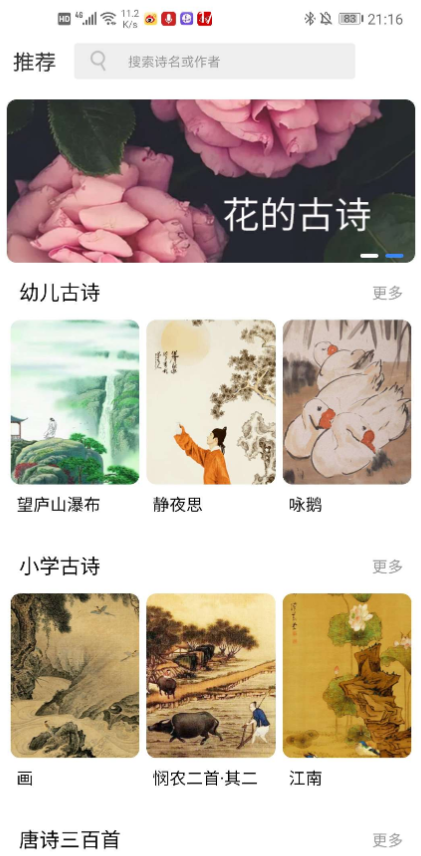 HD 4G 11.2 K/s 83 21:16
推荐 搜索诗名或作者
花的古诗
幼儿古诗 更多
望庐山瀑布 静夜思 咏鹅
小学古诗 更多
画 悯农二首·其二 江南
唐诗三百首 更多